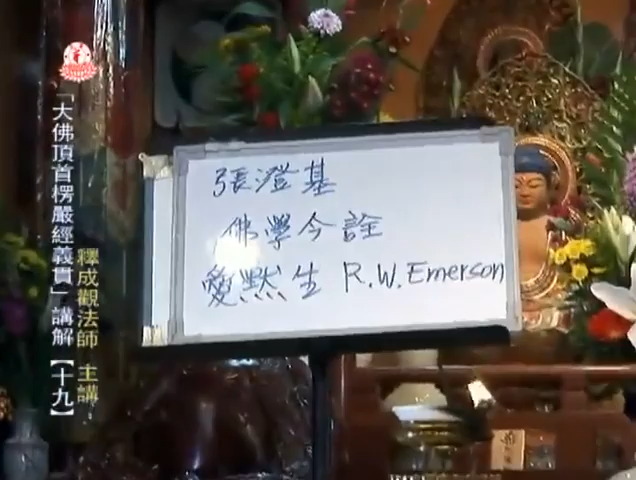 「大佛頂首楞嚴經義貫」講解【十九】
釋成觀法師 主講
張澄基
佛學今詮
愛默生 R.W. Emerson